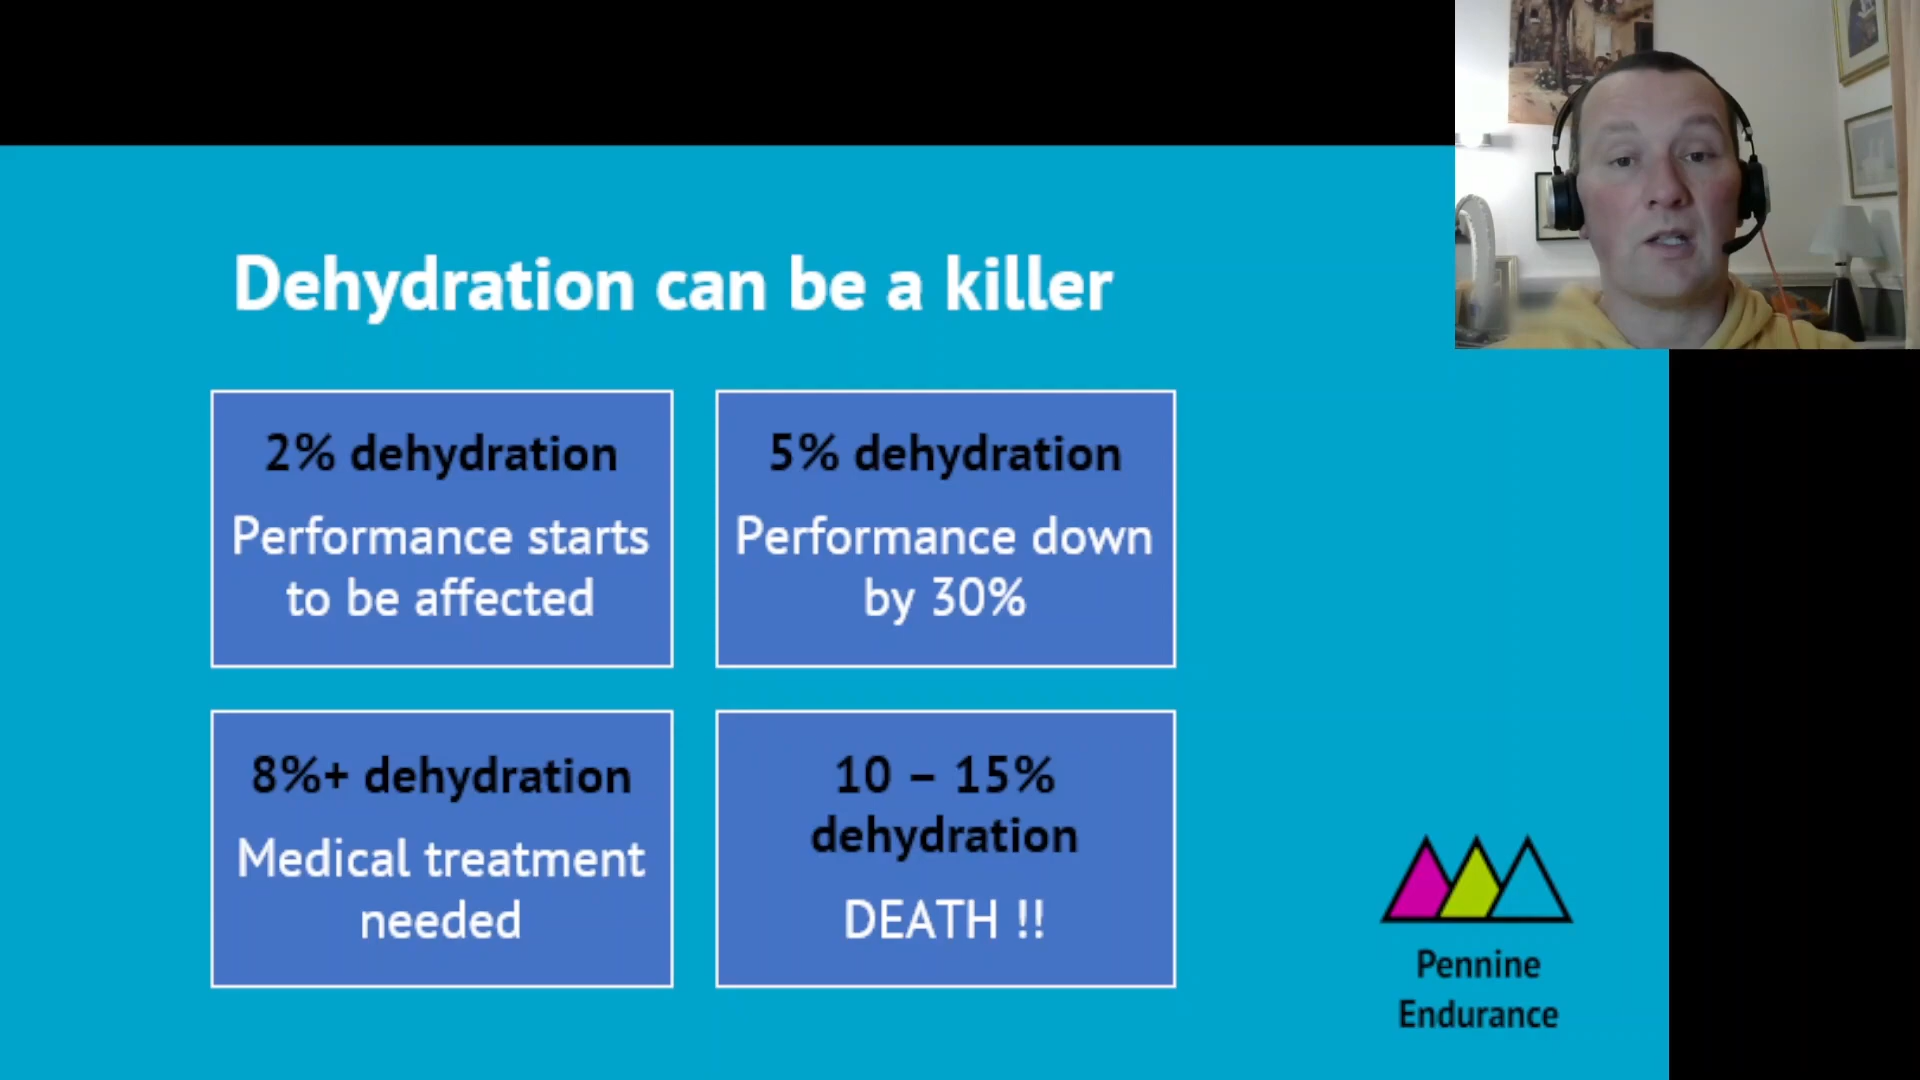 Dehydration can be a killer
2% dehydration
Performance starts
to be affected
5% dehydration
Performance down
by 30%
8%+ dehydration
Medical treatment
needed
10 – 15%
dehydration
DEATH !!
Pennine
Endurance